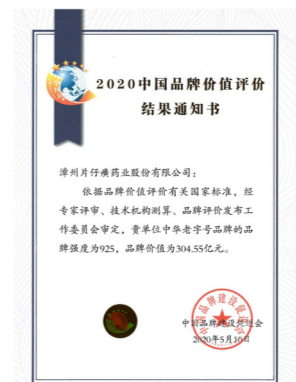 2020中国品牌价值评价
结果通知书
漳州片仔癀药业股份有限公司：
依据品牌价值评价有关国家标准，经
专家评审、技术机构测算、品牌评价发布工
作委员会审定，贵单位中华老字号品牌的品
牌强度为925，品牌价值为304.55亿元。
中国品牌建设促进会
2020年5月10日